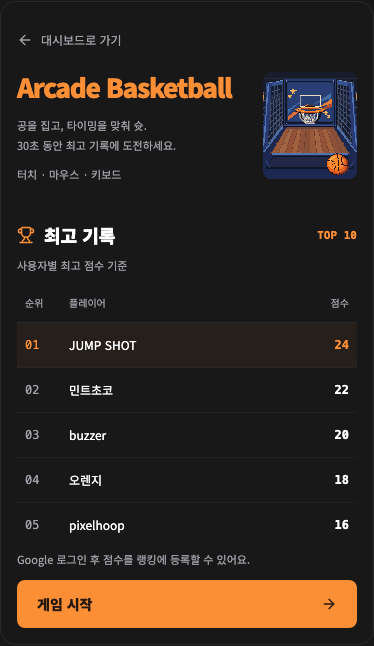 대시보드로 가기
Arcade Basketball
공을 집고, 타이밍을 맞춰 슛.
30초 동안 최고 기록에 도전하세요.
터치 · 마우스 · 키보드
최고 기록 TOP 10
사용자별 최고 점수 기준
순위 플레이어 점수
01 JUMP SHOT 24
02 민트초코 22
03 buzzer 20
04 오렌지 18
05 pixelhoop 16
Google 로그인 후 점수를 랭킹에 등록할 수 있어요.
게임 시작